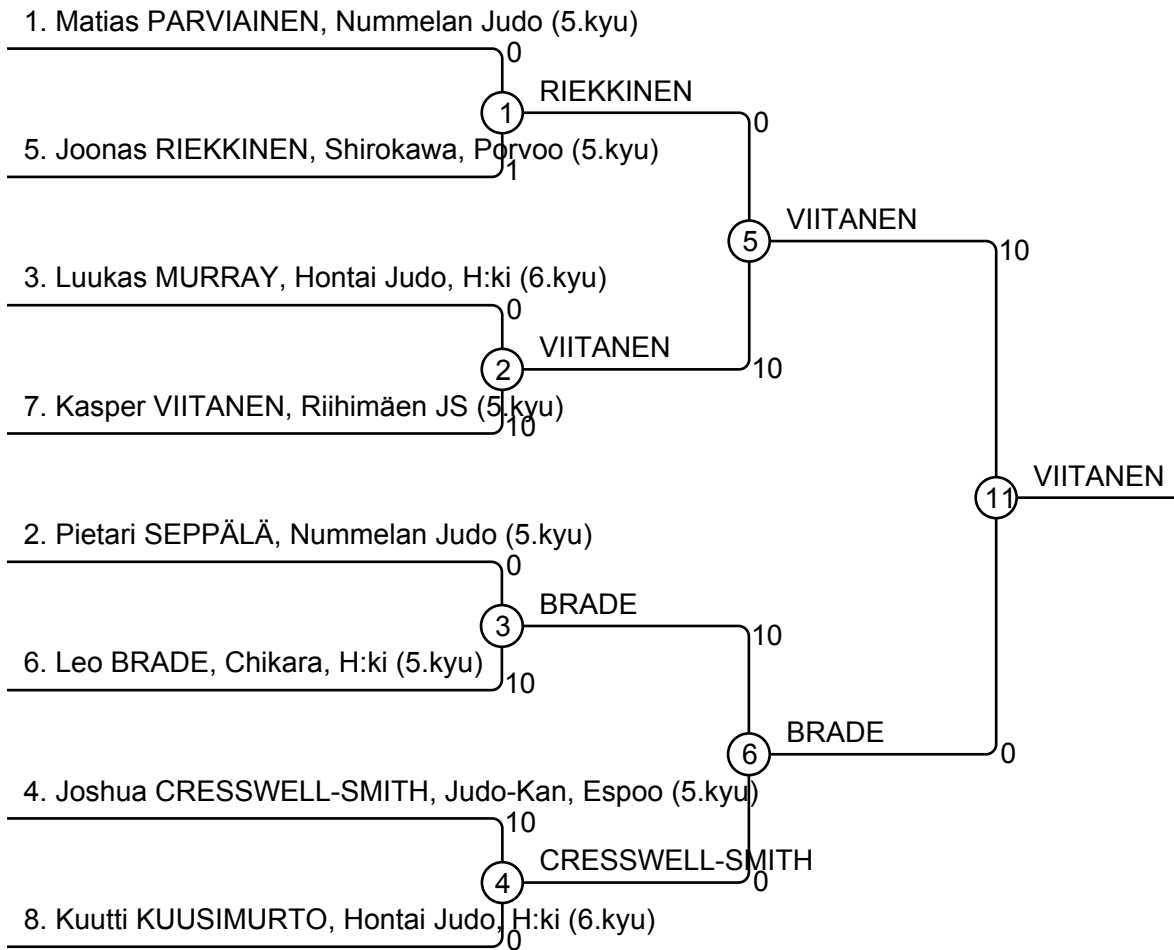 1. Matias PARVIAINEN, Nummelan Judo (5.kyu)
0
RIEKKINEN
1
0
5. Joonas RIEKKINEN, Shirokawa, Porvoo (5.kyu)
1
VIITANEN
5
10
3. Luukas MURRAY, Hontai Judo, H:ki (6.kyu)
0
VIITANEN
2
10
7. Kasper VIITANEN, Riihimäen JS (5.kyu)
10
VIITANEN
11
2. Pietari SEPPÄLÄ, Nummelan Judo (5.kyu)
0
BRADE
3
10
6. Leo BRADE, Chikara, H:ki (5.kyu)
10
BRADE
6
0
4. Joshua CRESSWELL-SMITH, Judo-Kan, Espoo (5.kyu)
10
CRESSWELL-SMITH
4
0
8. Kuutti KUUSIMURTO, Hontai Judo, H:ki (6.kyu)
0